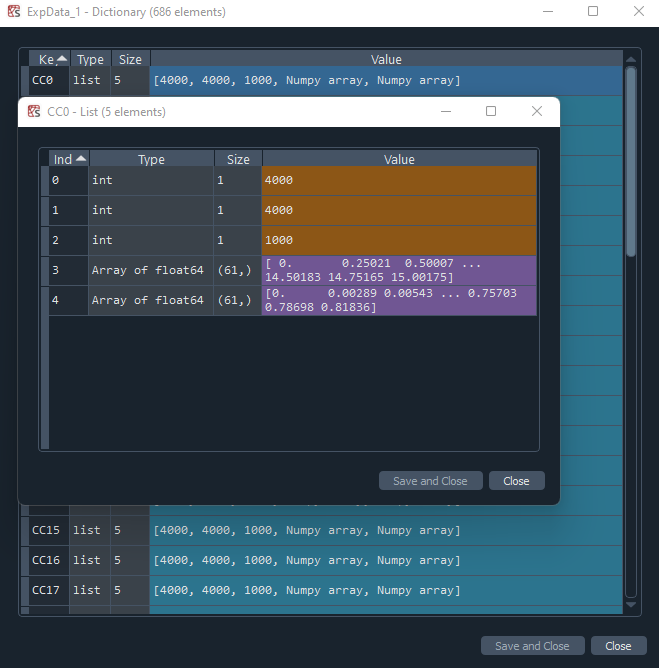 ExpData_1 - Dictionary (686 elements)
Ke Type Size Value
CC0 list 5 [4000, 4000, 1000, Numpy array, Numpy array]
CC0 - List (5 elements)
Ind Type Size Value
0 int 1 4000
1 int 1 4000
2 int 1 1000
3 Array of float64 (61,) [ 0. 0.25021 0.50007 ...
14.50183 14.75165 15.00175]
4 Array of float64 (61,) [0. 0.00289 0.00543 ... 0.75703
0.78698 0.81836]
Save and Close Close
CC15 list 5 [4000, 4000, 1000, Numpy array, Numpy array]
CC16 list 5 [4000, 4000, 1000, Numpy array, Numpy array]
CC17 list 5 [4000, 4000, 1000, Numpy array, Numpy array]
Save and Close Close